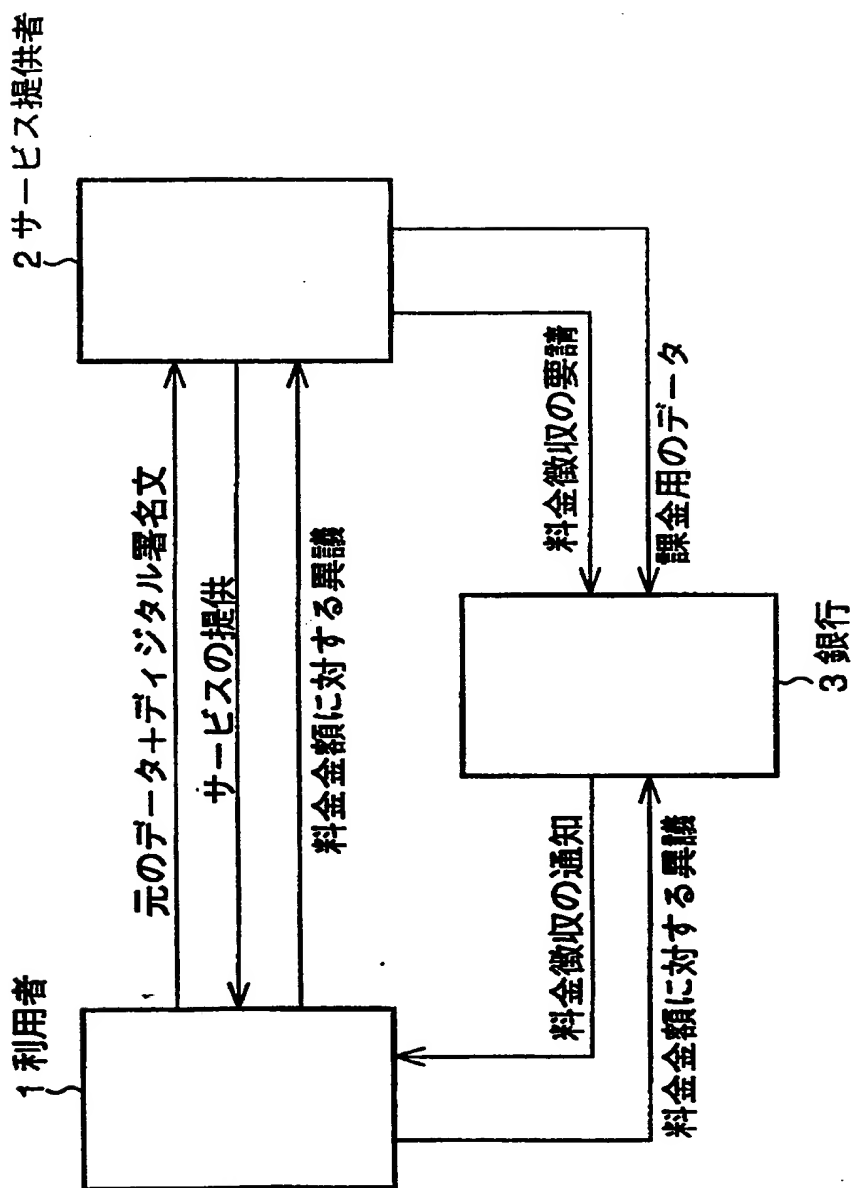 2 サービス提供者
元のデータ+ディジタル署名文
サービスの提供
料金金額に対する異議
料金徴収の要請
課金用のデータ
1 利用者
3 銀行
料金徴収の通知
料金金額に対する異議